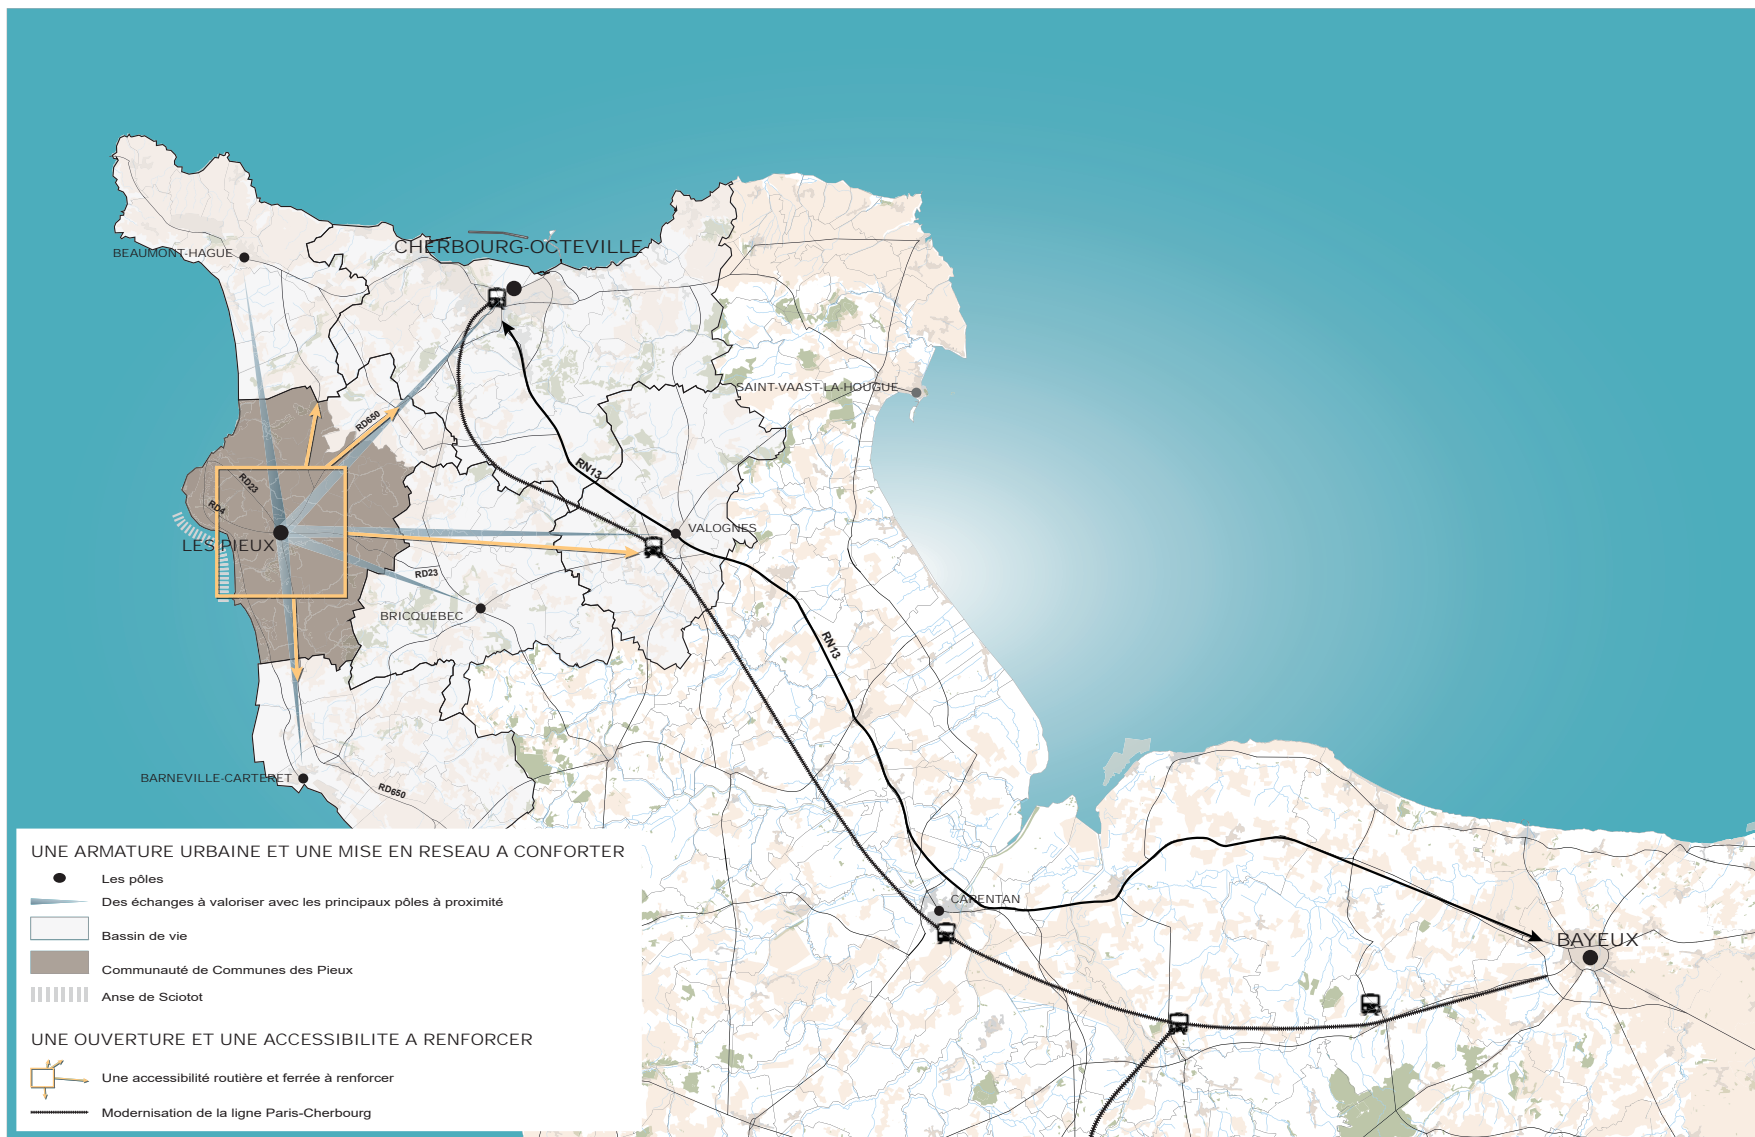 BEAUMONT-HAGUE
CHERBOURG-OCTEVILLE
SAINT-VAAST-LA-HOUGUE
RD650
RN13
RD23
RD4
LES PIEUX
VALOGNES
RD23
BRICQUEBEC
RN13
BARNEVILLE-CARTERET
RD650
CARENTAN
BAYEUX
UNE ARMATURE URBAINE ET UNE MISE EN RESEAU A CONFORTER
Les pôles
Des échanges à valoriser avec les principaux pôles à proximité
Bassin de vie
Communauté de Communes des Pieux
Anse de Sciotot
UNE OUVERTURE ET UNE ACCESSIBILITE A RENFORCER
Une accessibilité routière et ferrée à renforcer
Modernisation de la ligne Paris-Cherbourg